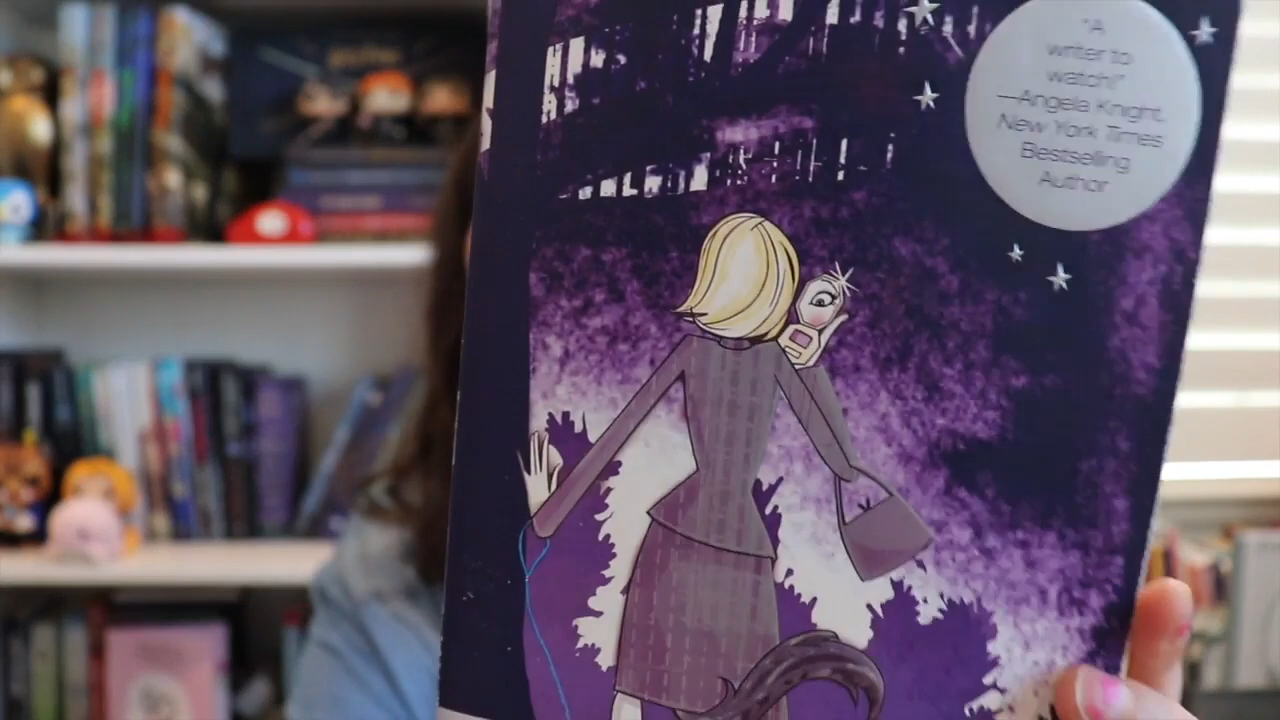 "A
writer to
watch!"
—Angela Knight,
New York Times
Bestselling
Author